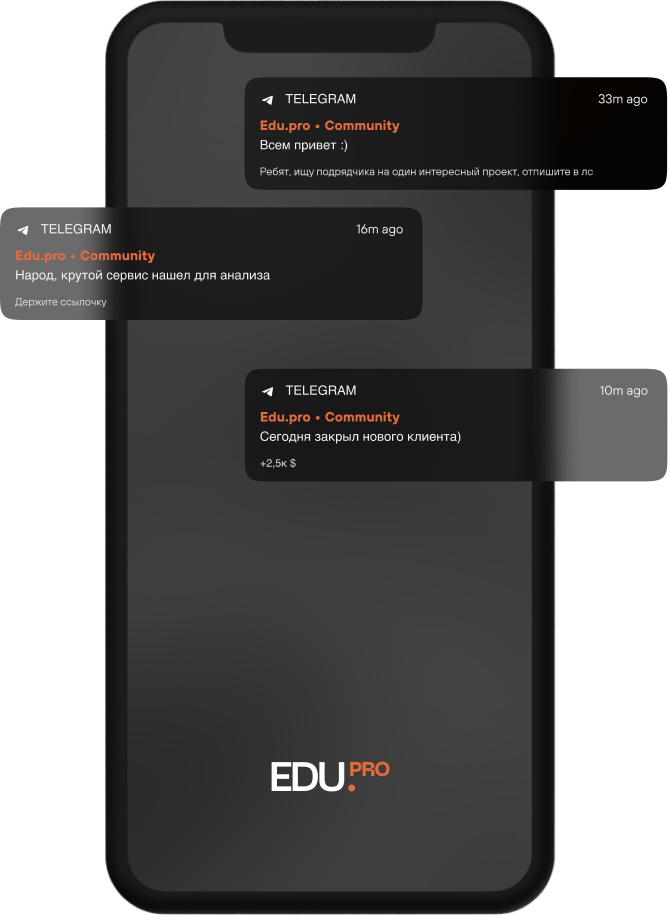 TELEGRAM 33m ago
Edu.pro • Community
Всем привет :)
Ребят, ищу подрядчика на один интересный проект, отпишите в лс
TELEGRAM 16m ago
Edu.pro • Community
Народ, крутой сервис нашел для анализа
Держите ссылочку
TELEGRAM 10m ago
Edu.pro • Community
Сегодня закрыл нового клиента)
+2,5к $
EDU.PRO